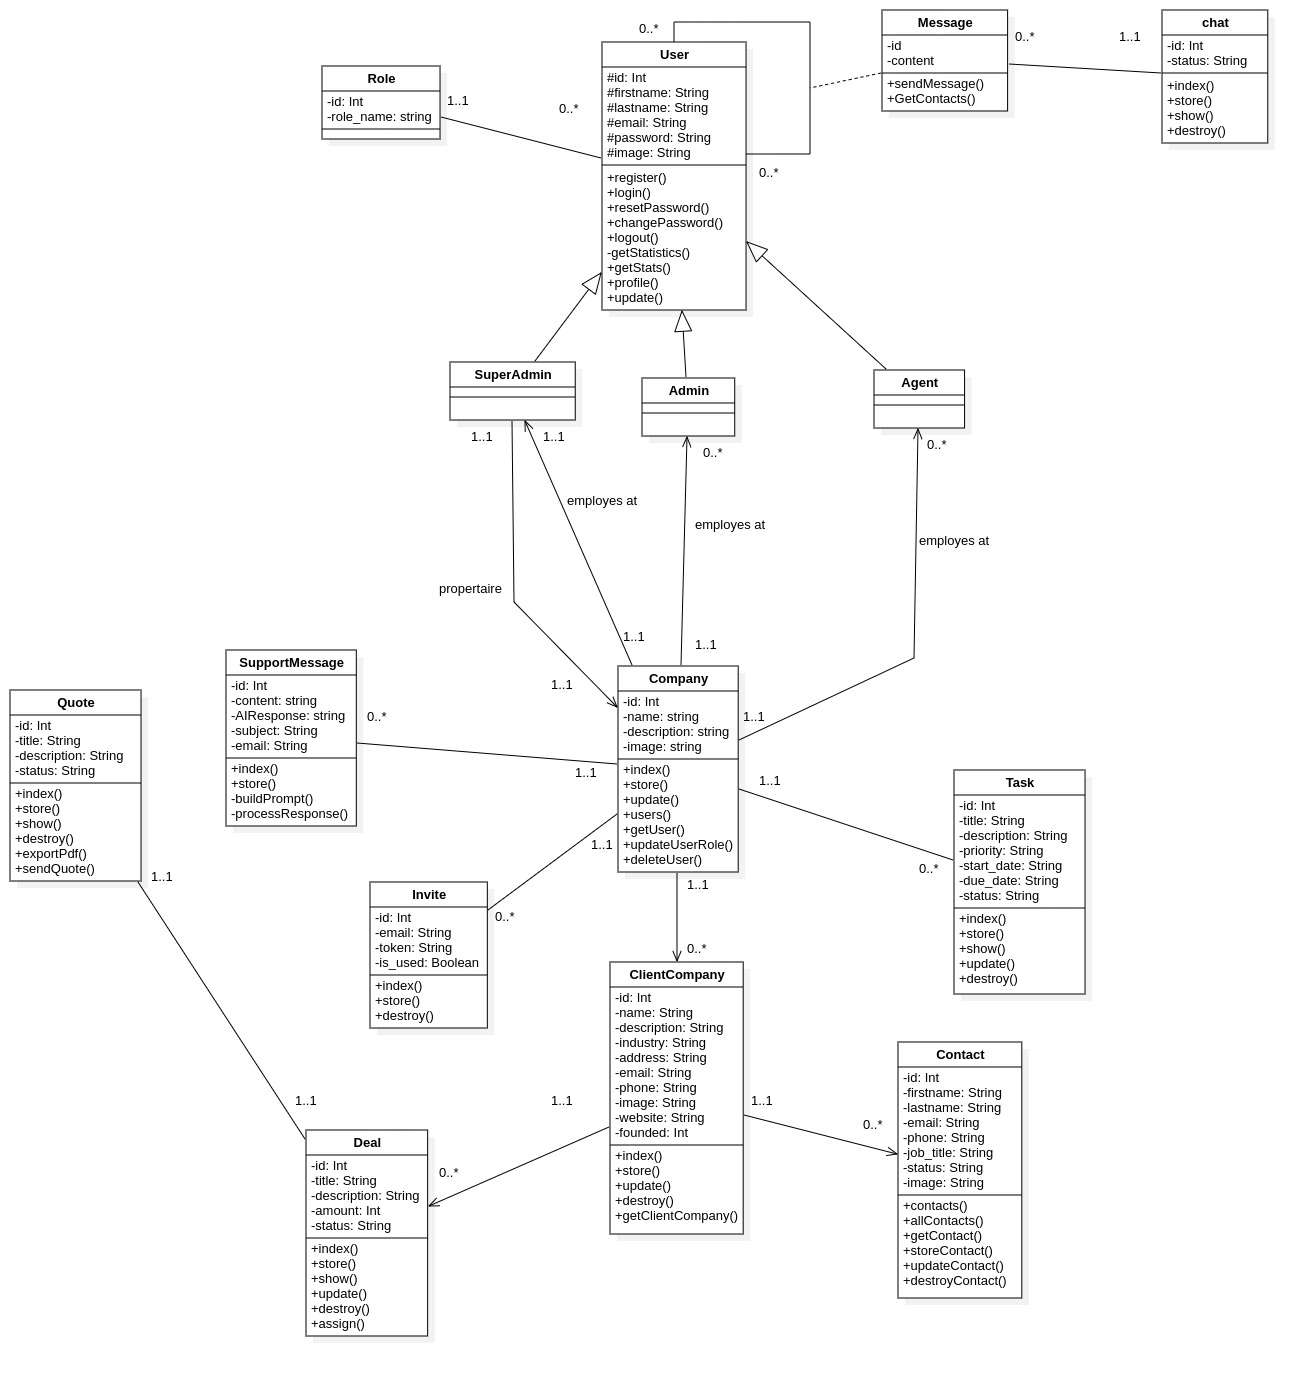 0..*
User
#id: Int
#firstname: String
#lastname: String
#email: String
#password: String
#image: String
+register()
+login()
+resetPassword()
+changePassword()
+logout()
-getStatistics()
+getStats()
+profile()
+update()
0..*
Message
-id
-content
+sendMessage()
+GetContacts()
0..*
1..1
chat
-id: Int
-status: String
+index()
+store()
+show()
+destroy()
Role
-id: Int
-role_name: string
1..1
0..*
SuperAdmin
1..1
1..1
Admin
0..*
Agent
0..*
employes at
employes at
employes at
propertaire
1..1
1..1
1..1
1..1
Company
-id: Int
-name: string
-description: string
-image: string
+index()
+store()
+update()
+users()
+getUser()
+updateUserRole()
+deleteUser()
SupportMessage
-id: Int
-content: string
-AIResponse: string
-subject: String
-email: String
+index()
+store()
-buildPrompt()
-processResponse()
0..*
1..1
Quote
-id: Int
-title: String
-description: String
-status: String
+index()
+store()
+show()
+destroy()
+exportPdf()
+sendQuote()
1..1
1..1
Task
-id: Int
-title: String
-description: String
-priority: String
-start_date: String
-due_date: String
-status: String
+index()
+store()
+show()
+update()
+destroy()
0..*
1..1
Invite
-id: Int
-email: String
-token: String
-is_used: Boolean
+index()
+store()
+destroy()
0..*
1..1
0..*
ClientCompany
-id: Int
-name: String
-description: String
-industry: String
-address: String
-email: String
-phone: String
-image: String
-website: String
-founded: Int
+index()
+store()
+update()
+destroy()
+getClientCompany()
1..1
0..*
Contact
-id: Int
-firstname: String
-lastname: String
-email: String
-phone: String
-job_title: String
-status: String
-image: String
+contacts()
+allContacts()
+getContact()
+storeContact()
+updateContact()
+destroyContact()
1..1
1..1
0..*
Deal
-id: Int
-title: String
-description: String
-amount: Int
-status: String
+index()
+store()
+show()
+update()
+destroy()
+assign()